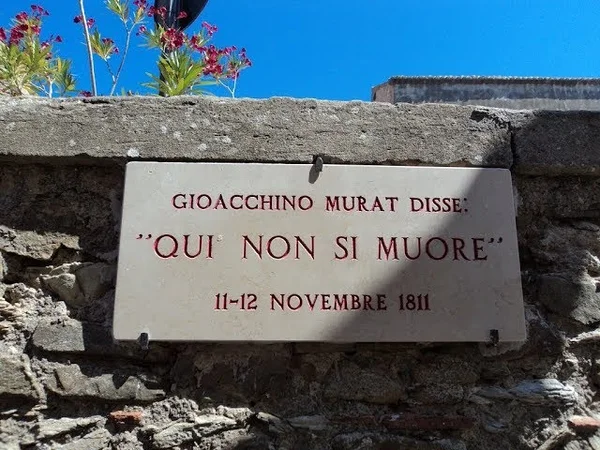 GIOACCHINO MURAT DISSE:
"QUI NON SI MUORE"
11-12 NOVEMBRE 1811